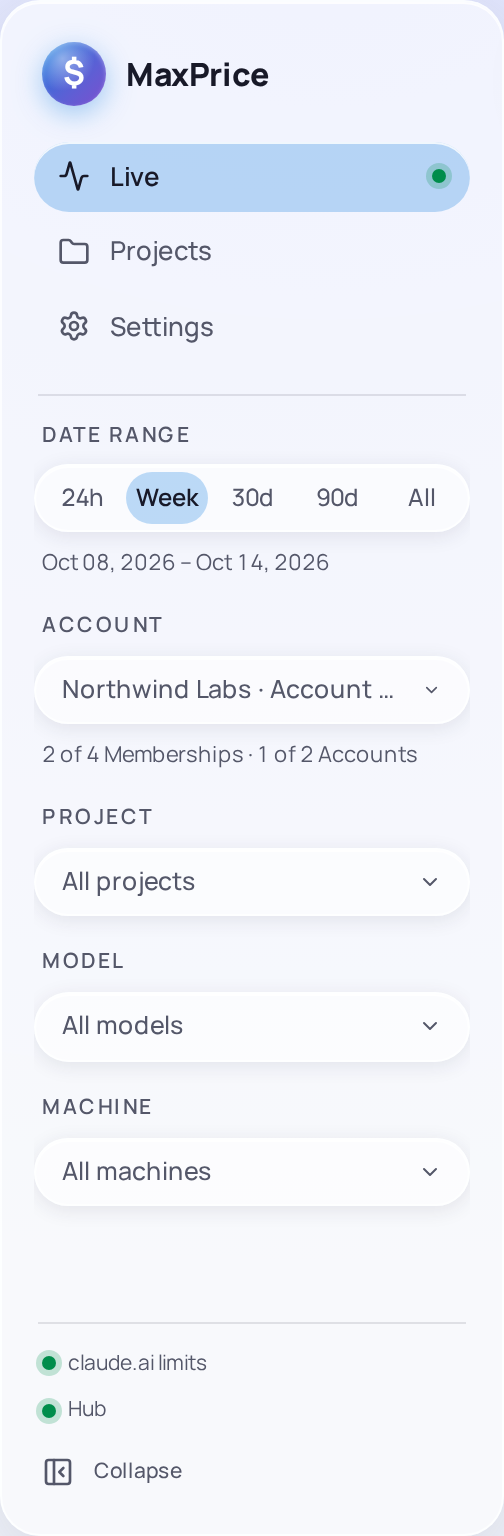 $ MaxPrice
Live
Projects
Settings
DATE RANGE
24h Week 30d 90d All
Oct 08, 2026 – Oct 14, 2026
ACCOUNT
Northwind Labs · Account ...
2 of 4 Memberships · 1 of 2 Accounts
PROJECT
All projects
MODEL
All models
MACHINE
All machines
claude.ai limits
Hub
Collapse